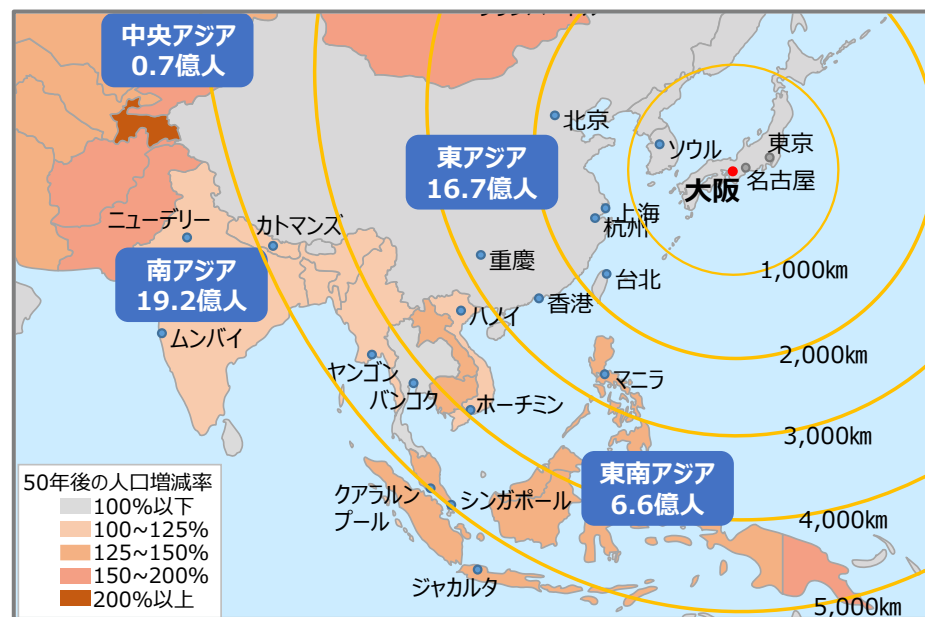 中央アジア
0.7億人
北京
ソウル
東京
名古屋
大阪
東アジア
16.7億人
上海
杭州
ニューデリー
カトマンズ
重慶
南アジア
19.2億人
台北
1,000㎞
香港
ハノイ
ムンバイ
2,000㎞
ヤンゴン
バンコク
マニラ
ホーチミン
3,000㎞
東南アジア
6.6億人
クアラルン
プール
シンガポール
4,000㎞
ジャカルタ
5,000㎞
50年後の人口増減率
100%以下
100~125%
125~150%
150~200%
200%以上